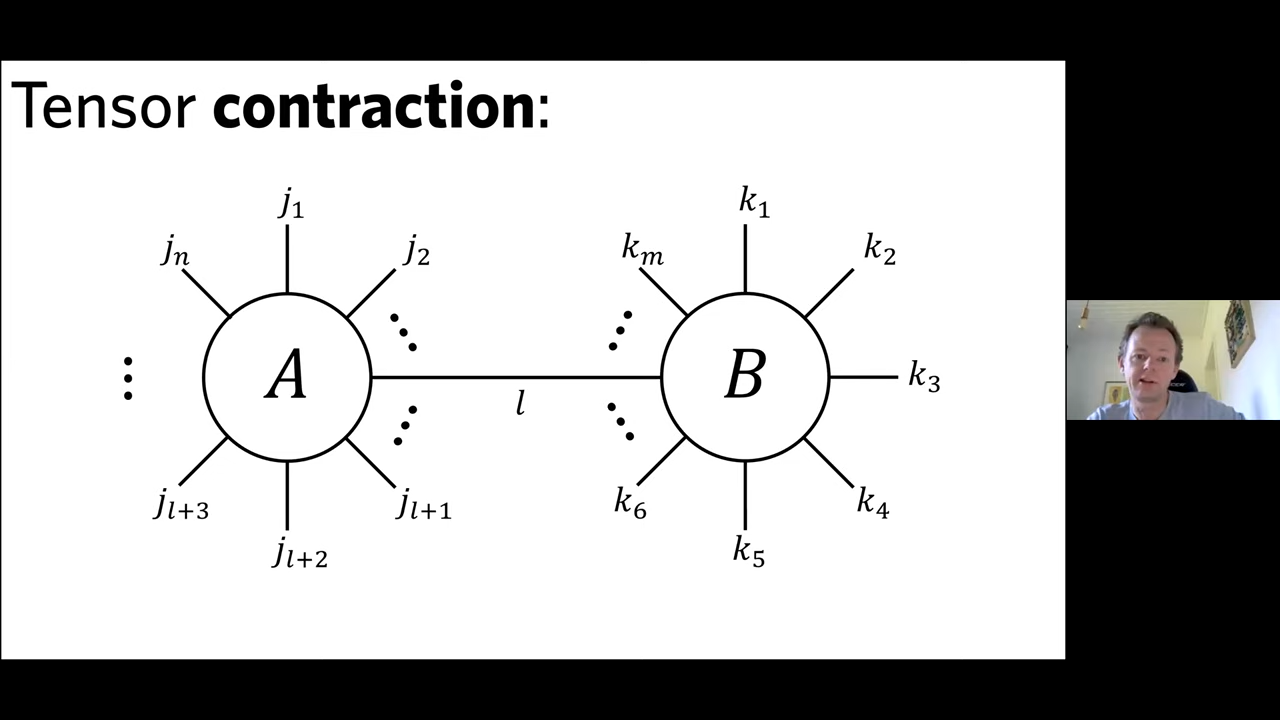 Tensor contraction:
j₁ k₁
jₙ j₂ kₘ k₂
A B k₃
l
jₗ₊₃ jₗ₊₁ k₆ k₄
jₗ₊₂ k₅